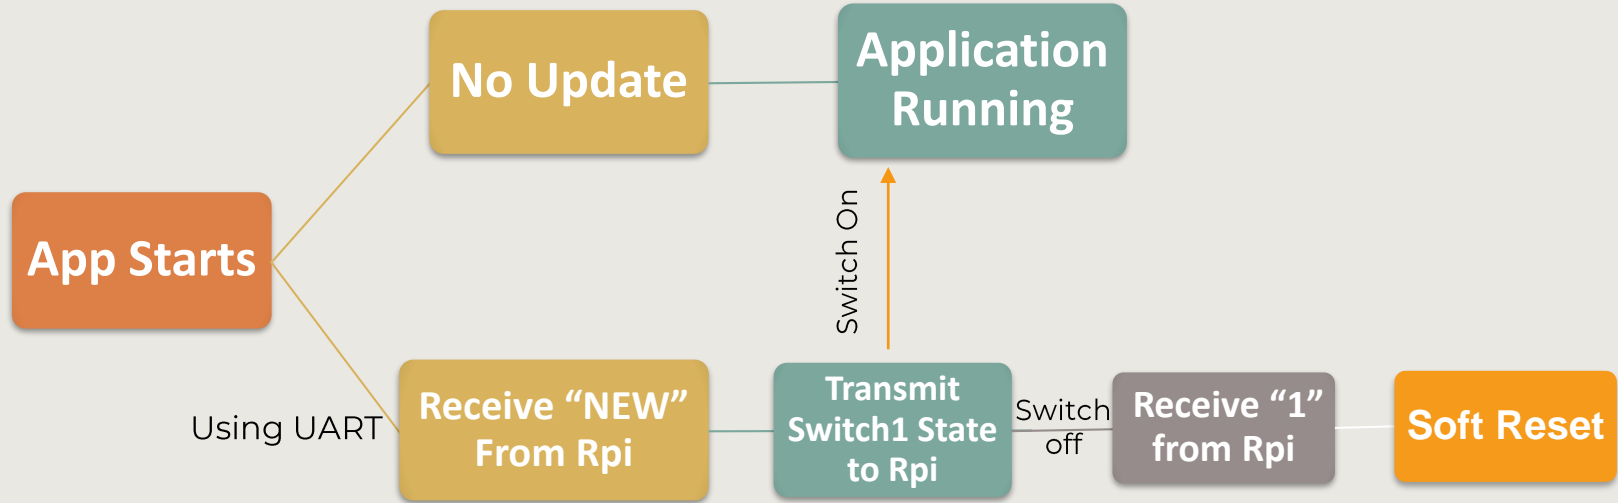 No Update
Application
Running
App Starts
Switch On
Using UART
Receive “NEW”
From Rpi
Transmit
Switch1 State
to Rpi
Switch
off
Receive “1”
from Rpi
Soft Reset